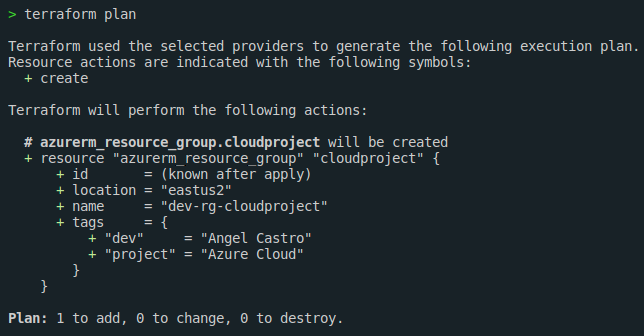 > terraform plan
Terraform used the selected providers to generate the following execution plan.
Resource actions are indicated with the following symbols:
  + create
Terraform will perform the following actions:
  # azurerm_resource_group.cloudproject will be created
  + resource "azurerm_resource_group" "cloudproject" {
      + id       = (known after apply)
      + location = "eastus2"
      + name     = "dev-rg-cloudproject"
      + tags     = {
          + "dev"     = "Angel Castro"
          + "project" = "Azure Cloud"
        }
    }
Plan: 1 to add, 0 to change, 0 to destroy.